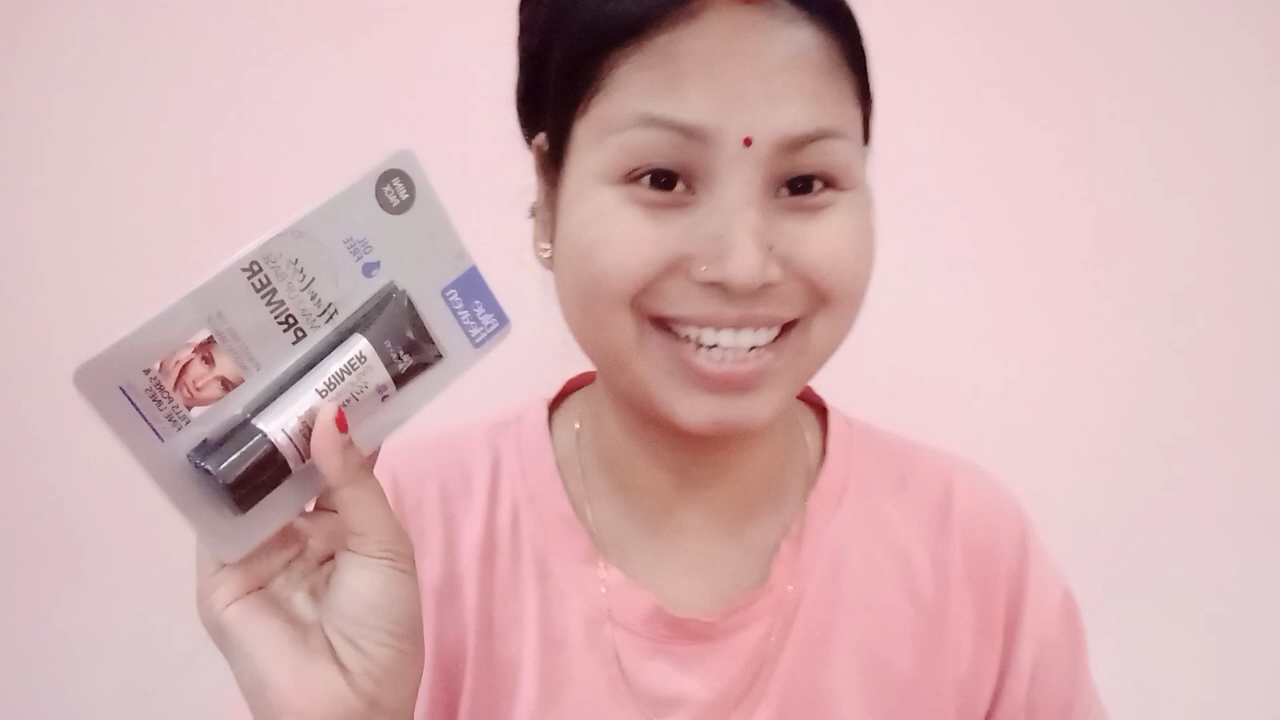 MINI
PACK
OIL
FREE
Blue
Heaven
Flawless
MAKEUP BASE
PRIMER
PRIMER
FILLS PORES &
FINE LINES